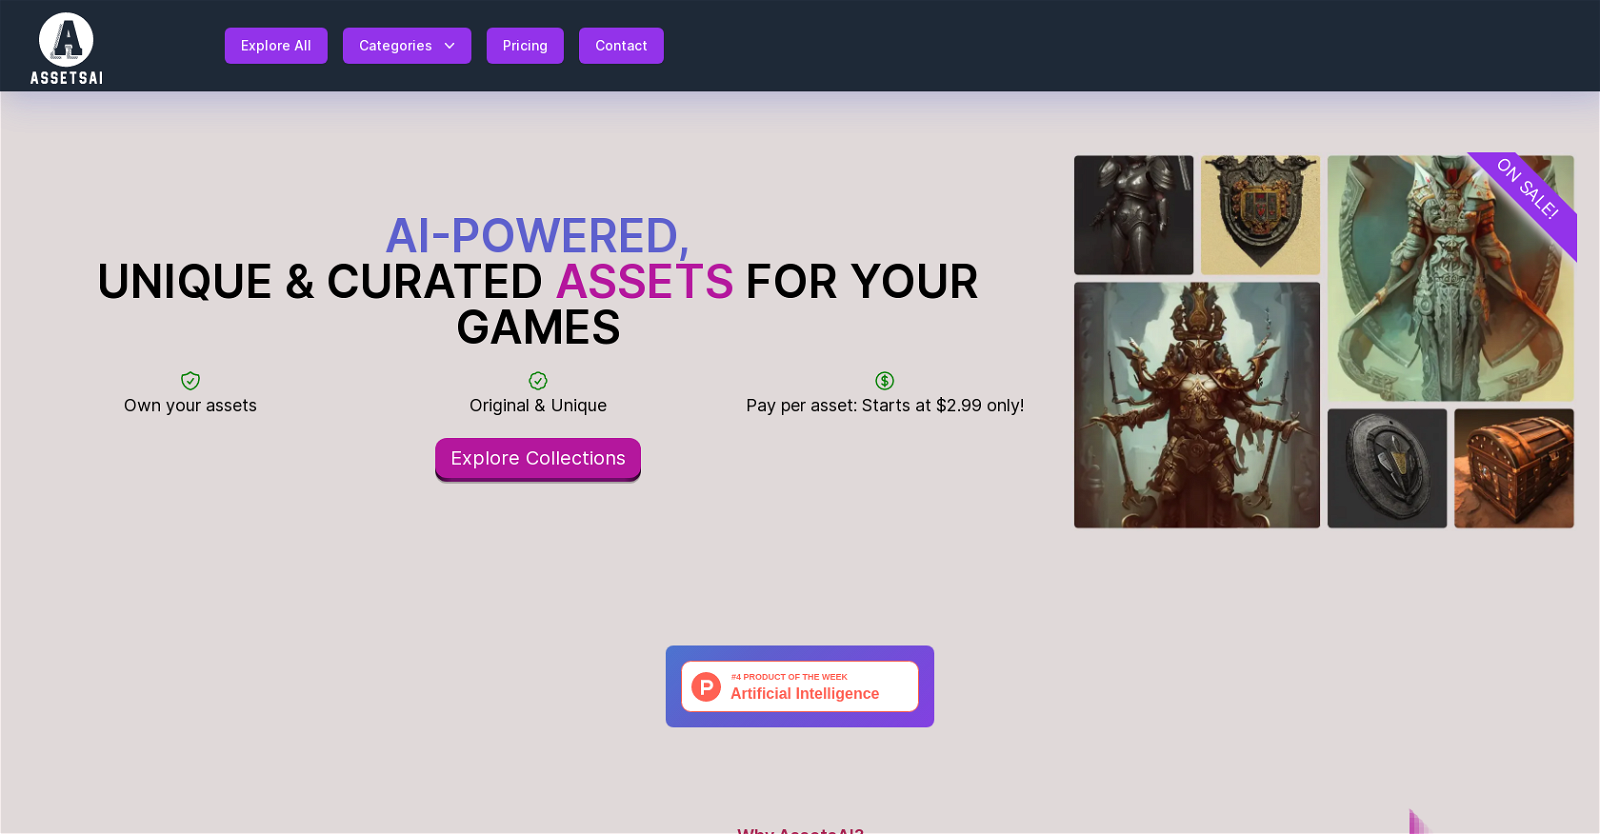 A
ASSETSAI
Explore All
Categories
Pricing
Contact
AI-POWERED,
UNIQUE & CURATED ASSETS FOR YOUR
GAMES
Own your assets
Original & Unique
Pay per asset: Starts at $2.99 only!
Explore Collections
ON SALE!
P
#4 PRODUCT OF THE WEEK
Artificial Intelligence
Why AssetsAI?